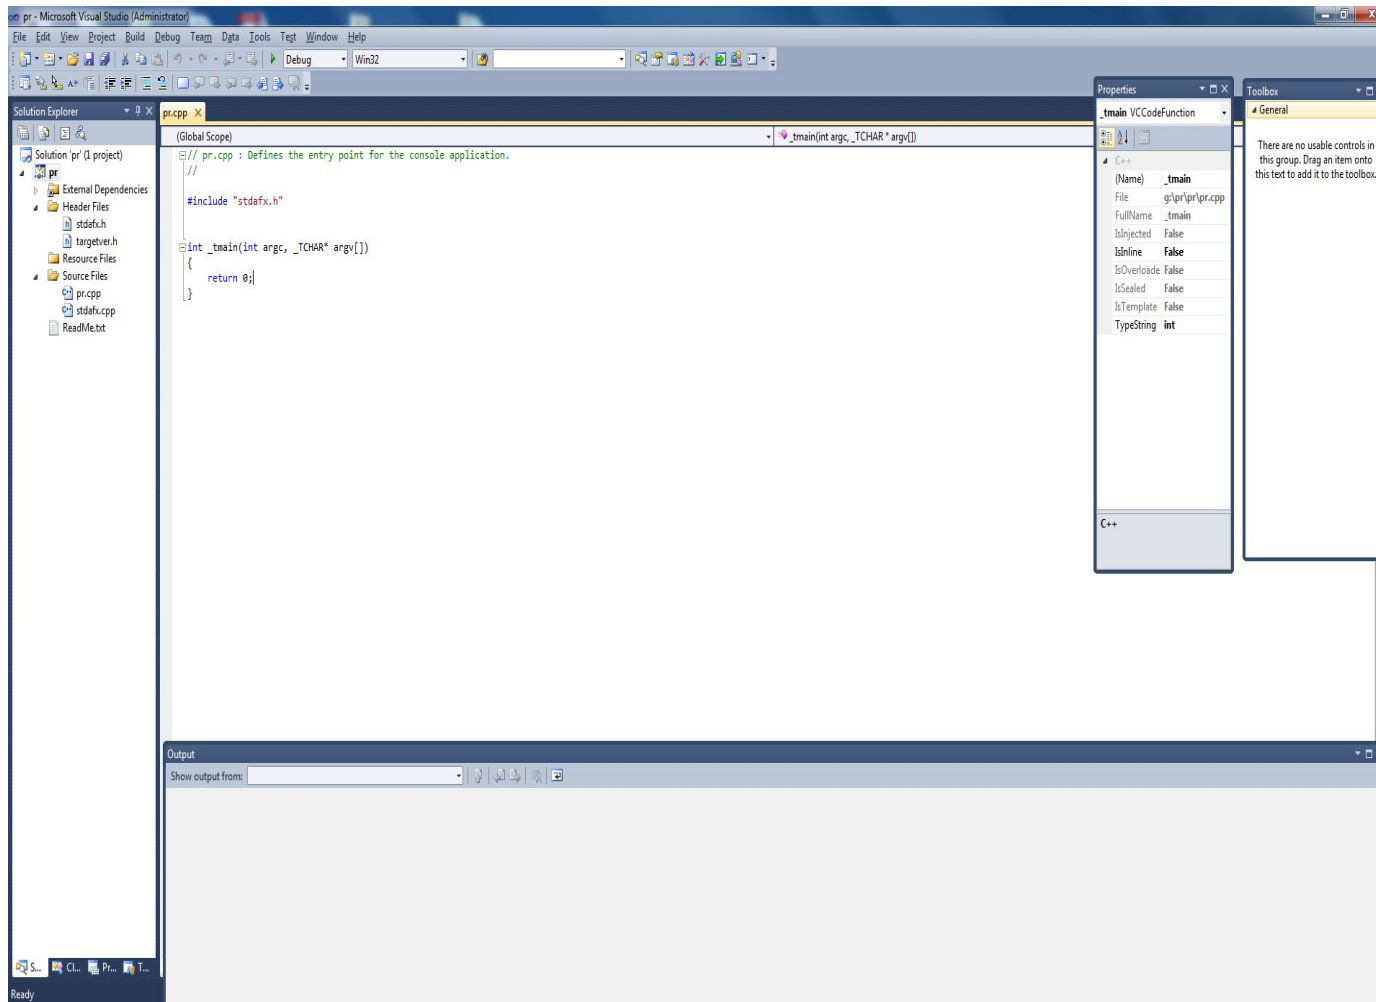 pr - Microsoft Visual Studio (Administrator)
File Edit View Project Build Debug Team Data Tools Test Window Help
Debug Win32
Solution Explorer
Solution 'pr' (1 project)
pr
External Dependencies
Header Files
stdafx.h
targetver.h
Resource Files
Source Files
pr.cpp
stdafx.cpp
ReadMe.txt
S... Cl... Pr... T...
pr.cpp
(Global Scope) _tmain(int argc, _TCHAR * argv[])
// pr.cpp : Defines the entry point for the console application.
//
#include "stdafx.h"
int _tmain(int argc, _TCHAR* argv[])
{
return 0;
}
Properties
_tmain VCCodeFunction
C++
(Name) _tmain
File g:\pr\pr\pr.cpp
FullName _tmain
IsInjected False
IsInline False
IsOverloade False
IsSealed False
IsTemplate False
TypeString int
C++
Toolbox
General
There are no usable controls in
this group. Drag an item onto
this text to add it to the toolbox.
Output
Show output from:
Ready